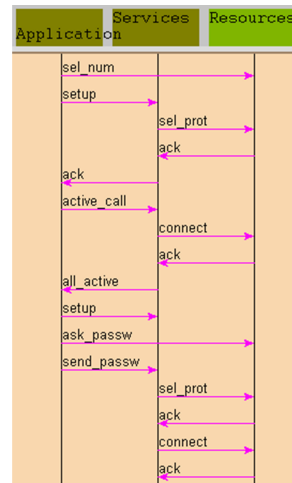 Services Resources
Application
sel_num
setup
sel_prot
ack
ack
active_call
connect
ack
all_active
setup
ask_passw
send_passw
sel_prot
ack
connect
ack